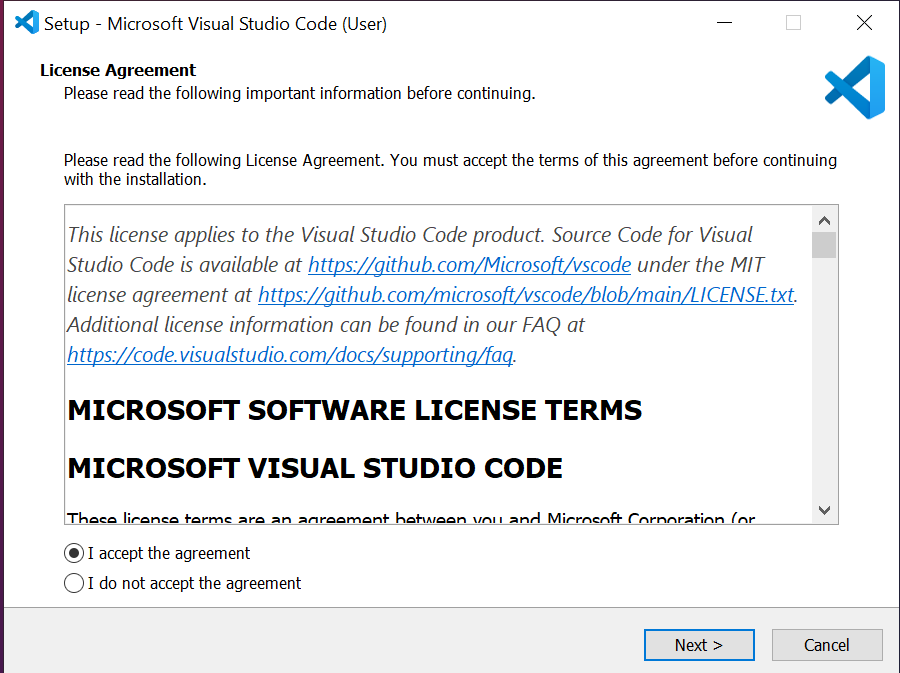 Setup - Microsoft Visual Studio Code (User)
License Agreement
Please read the following important information before continuing.
Please read the following License Agreement. You must accept the terms of this agreement before continuing
with the installation.
This license applies to the Visual Studio Code product. Source Code for Visual
Studio Code is available at https://github.com/Microsoft/vscode under the MIT
license agreement at https://github.com/microsoft/vscode/blob/main/LICENSE.txt.
Additional license information can be found in our FAQ at
https://code.visualstudio.com/docs/supporting/faq.
MICROSOFT SOFTWARE LICENSE TERMS
MICROSOFT VISUAL STUDIO CODE
These license terms are an agreement between you and Microsoft Corporation (or
I accept the agreement
I do not accept the agreement
Next >
Cancel